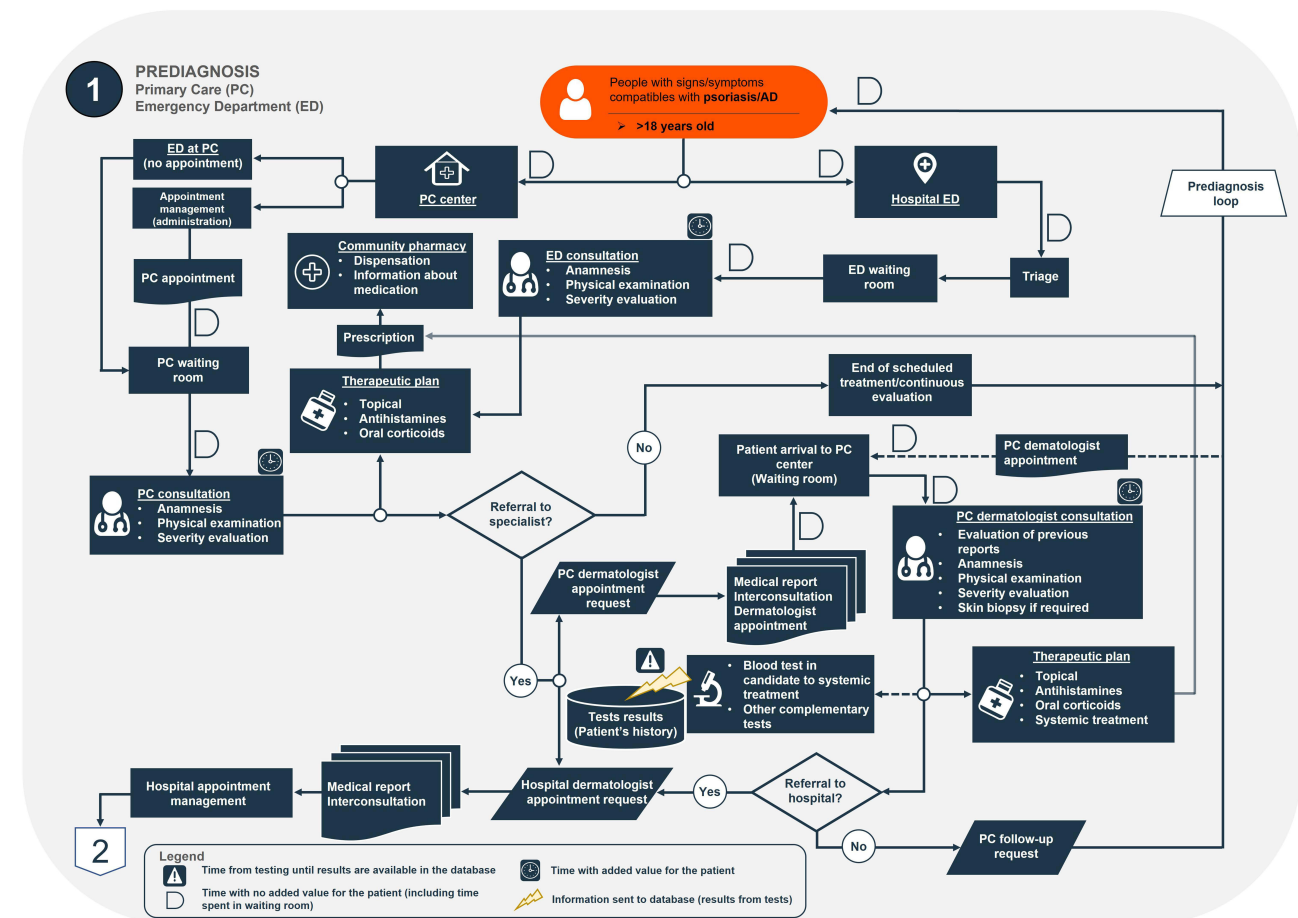 1
PREDIAGNOSIS
Primary Care (PC)
Emergency Department (ED)
People with signs/symptoms
compatibles with psoriasis/AD
➢ >18 years old
ED at PC
(no appointment)
Appointment
management
(administration)
PC center
Hospital ED
Prediagnosis
loop
Community pharmacy
• Dispensation
• Information about
medication
ED consultation
• Anamnesis
• Physical examination
• Severity evaluation
ED waiting
room
Triage
PC appointment
Prescription
PC waiting
room
Therapeutic plan
• Topical
• Antihistamines
• Oral corticoids
End of scheduled
treatment/continuous
evaluation
No
Patient arrival to PC
center
(Waiting room)
PC dematologist
appointment
PC consultation
• Anamnesis
• Physical examination
• Severity evaluation
Referral to
specialist?
PC dermatologist consultation
• Evaluation of previous
reports
• Anamnesis
• Physical examination
• Severity evaluation
• Skin biopsy if required
PC dermatologist
appointment
request
Medical report
Interconsultation
Dermatologist
appointment
Yes
Tests results
(Patient's history)
• Blood test in
candidate to systemic
treatment
• Other complementary
tests
Therapeutic plan
• Topical
• Antihistamines
• Oral corticoids
• Systemic treatment
Hospital appointment
management
Medical report
Interconsultation
Hospital dermatologist
appointment request
Yes
Referral to
hospital?
2
No
PC follow-up
request
Legend
Time from testing until results are available in the database
Time with added value for the patient
Time with no added value for the patient (including time
spent in waiting room)
Information sent to database (results from tests)